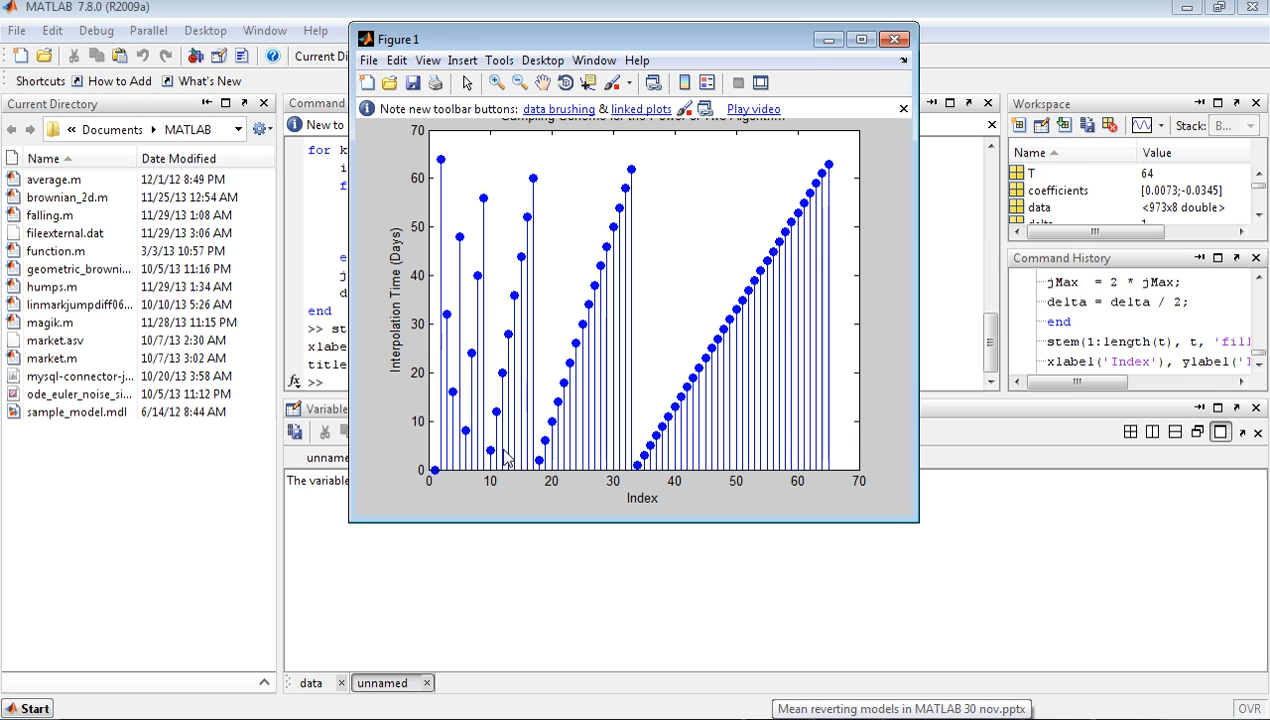 MATLAB 7.8.0 (R2009a)
File Edit Debug Parallel Desktop Window Help
Current Di
Shortcuts How to Add What's New
Current Directory
« Documents ▸ MATLAB
Name Date Modified
average.m 12/1/12 8:49 PM
brownian_2d.m 11/25/13 12:54 AM
falling.m 11/29/13 1:08 AM
fileexternal.dat 11/29/13 3:06 AM
function.m 3/3/13 10:57 PM
geometric_browni... 10/5/13 11:16 PM
humps.m 11/29/13 1:34 AM
linmarkjumpdiff06... 10/10/13 5:26 AM
magik.m 11/28/13 11:15 PM
market.asv 10/7/13 2:30 AM
market.m 10/7/13 3:02 AM
mysql-connector-j... 10/20/13 3:58 AM
ode_euler_noise_si... 10/5/13 11:12 PM
sample_model.mdl 6/14/12 8:44 AM
Command
New to
for k
i
f
e
j
d
end
>> st
xlabe
title
fx >>
Variable
unname
The variable
data unnamed
Figure 1
File Edit View Insert Tools Desktop Window Help
Note new toolbar buttons: data brushing & linked plots Play video
Sampling Scheme for the Power of Two Algorithm
Interpolation Time (Days)
70
60
50
40
30
20
10
0
0 10 20 30 40 50 60 70
Index
Workspace
Stack: B...
Name Value
T 64
coefficients [0.0073;-0.0345]
data <973x8 double>
delta 1
Command History
jMax = 2 * jMax;
delta = delta / 2;
end
stem(1:length(t), t, 'fill
xlabel('Index'), ylabel('I
Start
Mean reverting models in MATLAB 30 nov.pptx
OVR